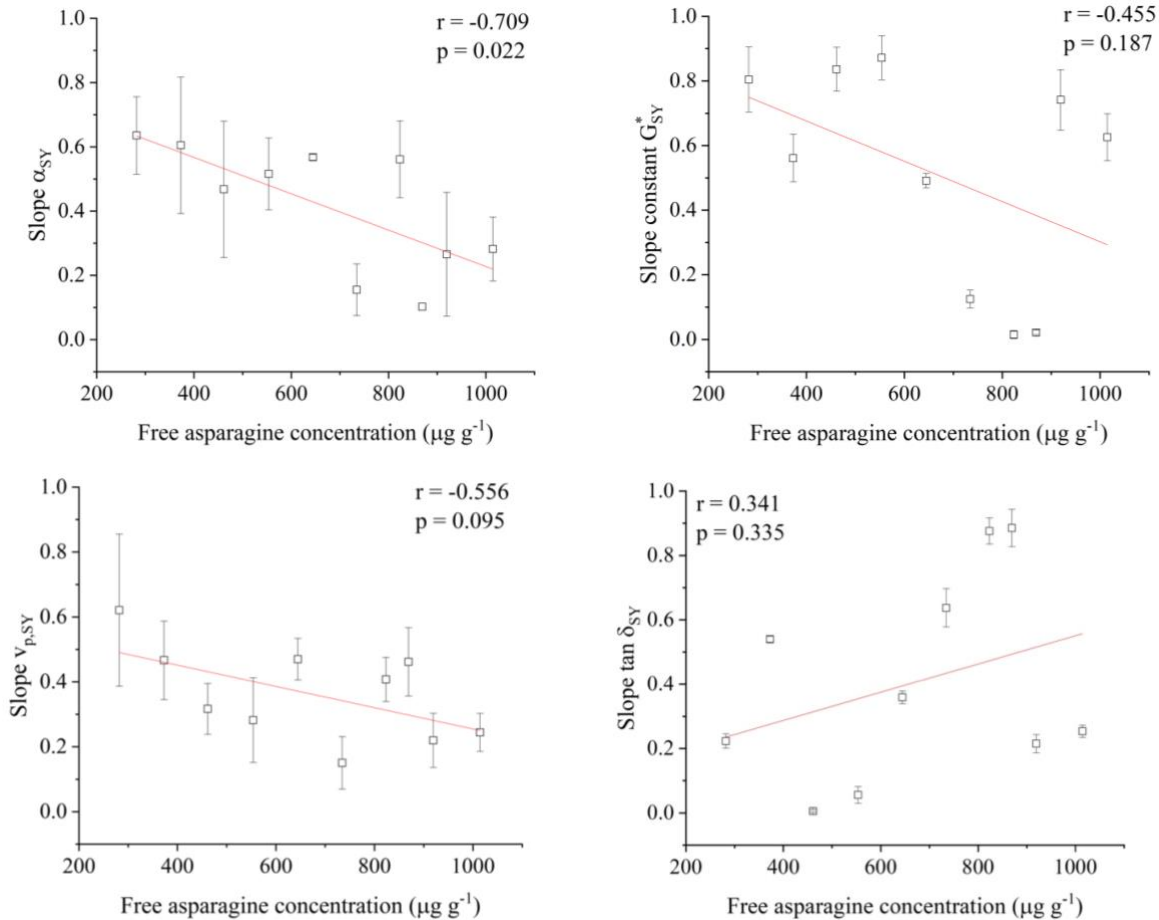 r = -0.709
p = 0.022
1.0
0.8
0.6
0.4
0.2
0.0
Slope α_SY
200 400 600 800 1000
Free asparagine concentration (μg g⁻¹)
r = -0.455
p = 0.187
1.0
0.8
0.6
0.4
0.2
0.0
Slope constant G*_SY
200 400 600 800 1000
Free asparagine concentration (μg g⁻¹)
r = -0.556
p = 0.095
1.0
0.8
0.6
0.4
0.2
0.0
Slope v_p,SY
200 400 600 800 1000
Free asparagine concentration (μg g⁻¹)
r = 0.341
p = 0.335
1.0
0.8
0.6
0.4
0.2
0.0
Slope tan δ_SY
200 400 600 800 1000
Free asparagine concentration (μg g⁻¹)